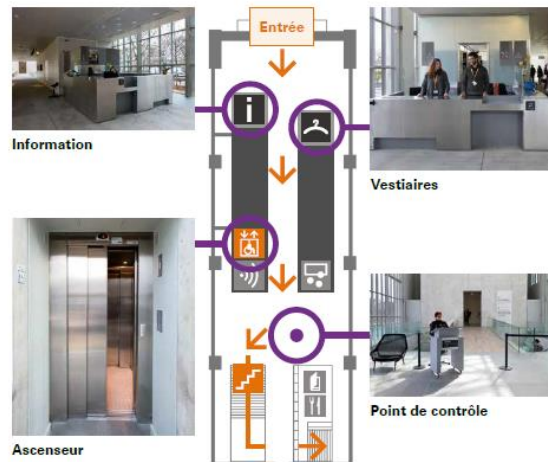 Entrée
i
Information
Vestiaires
Ascenseur
Point de contrôle